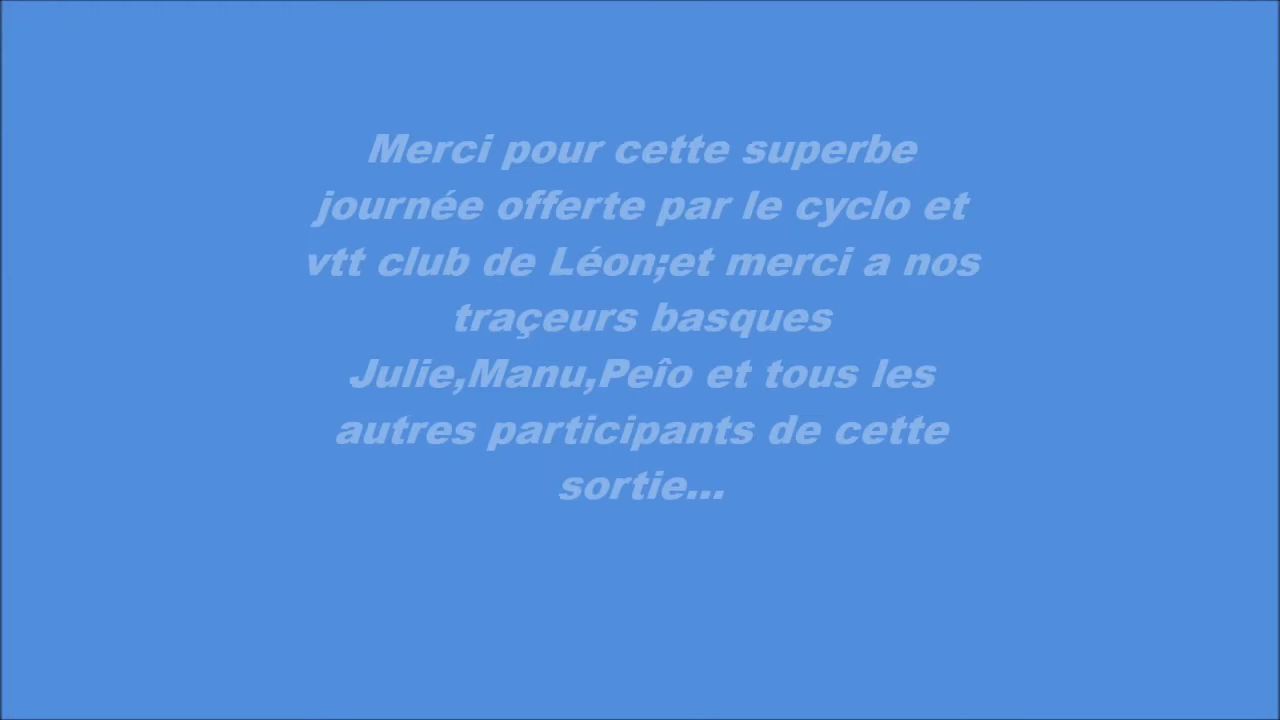 Merci pour cette superbe
journée offerte par le cyclo et
vtt club de Léon;et merci a nos
traçeurs basques
Julie,Manu,Peîo et tous les
autres participants de cette
sortie...